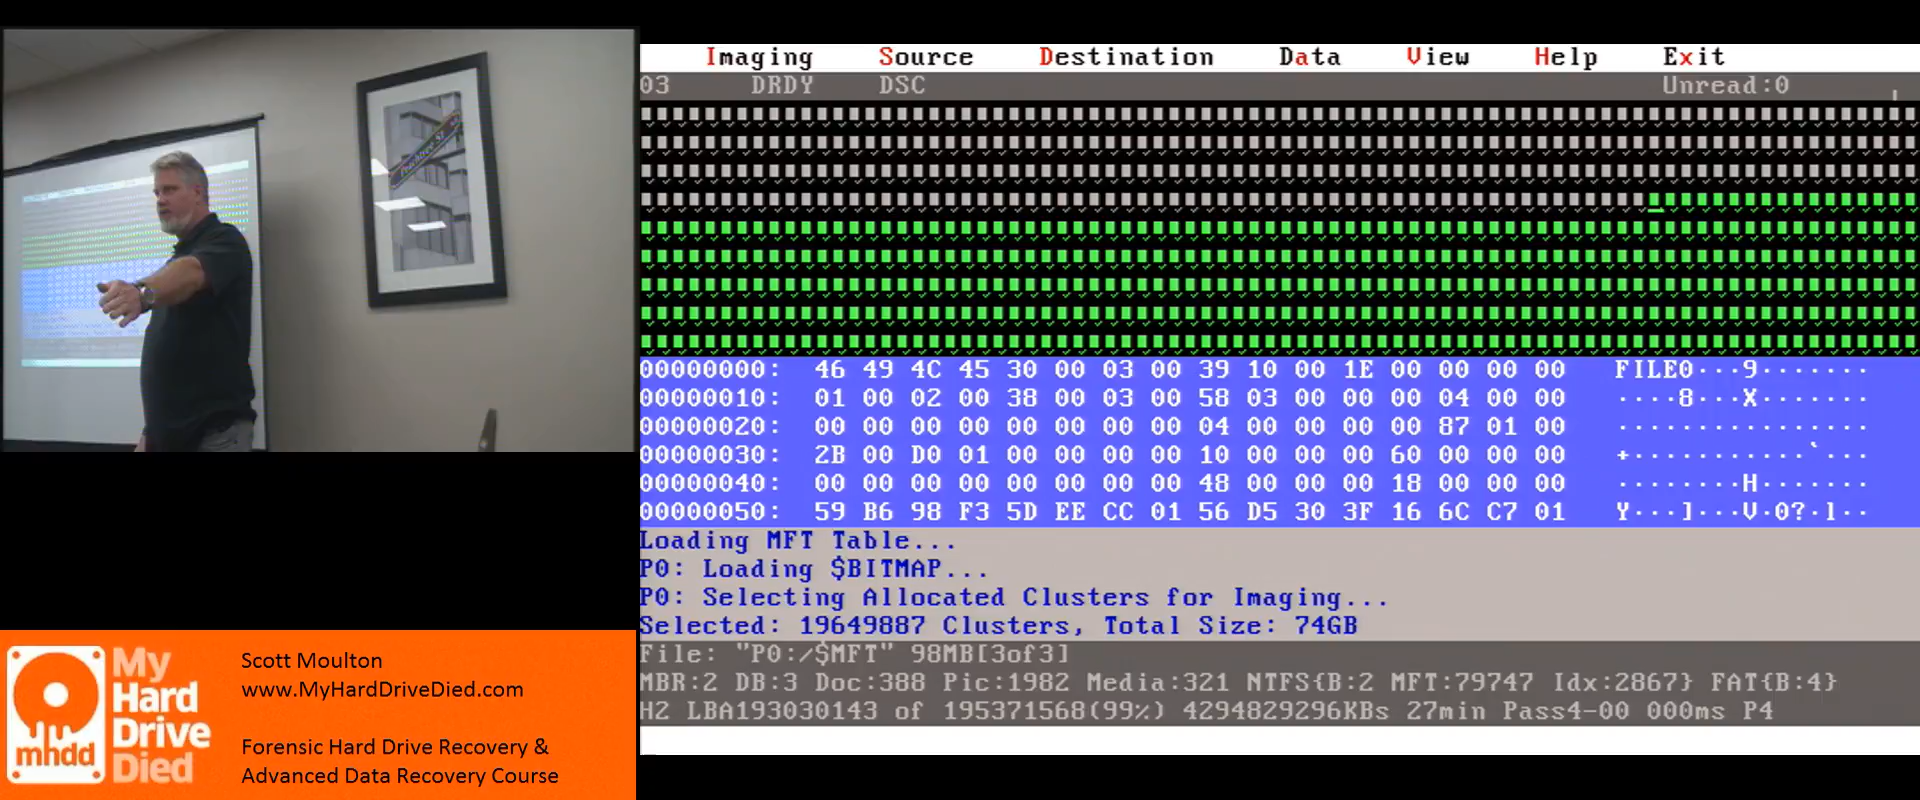 Imaging Source Destination Data View Help Exit
03 DRDY DSC Unread:0
00000000: 46 49 4C 45 30 00 03 00 39 10 00 1E 00 00 00 00 FILE0...9.......
00000010: 01 00 02 00 38 00 03 00 58 03 00 00 00 04 00 00 ....8...X.......
00000020: 00 00 00 00 00 00 00 00 04 00 00 00 87 01 00 ................
00000030: 2B 00 D0 01 00 00 00 00 10 00 00 00 60 00 00 00 +...........`...
00000040: 00 00 00 00 00 00 00 00 48 00 00 00 18 00 00 00 ........H.......
00000050: 59 B6 98 F3 5D EE CC 01 56 D5 30 3F 16 6C C7 01 Y...]...V.0?.l..
Loading MFT Table...
P0: Loading $BITMAP...
P0: Selecting Allocated Clusters for Imaging...
Selected: 19649887 Clusters, Total Size: 74GB
File: "P0:/$MFT" 98MB[3of3]
MBR:2 DB:3 Doc:388 Pic:1982 Media:321 NTFS{B:2 MFT:79747 Idx:2867} FAT{B:4}
H2 LBA193030143 of 195371568(99%) 4294829296KBs 27min Pass4-00 000ms P4
My
Hard
Drive
Died
mhdd
Scott Moulton
www.MyHardDriveDied.com
Forensic Hard Drive Recovery &
Advanced Data Recovery Course